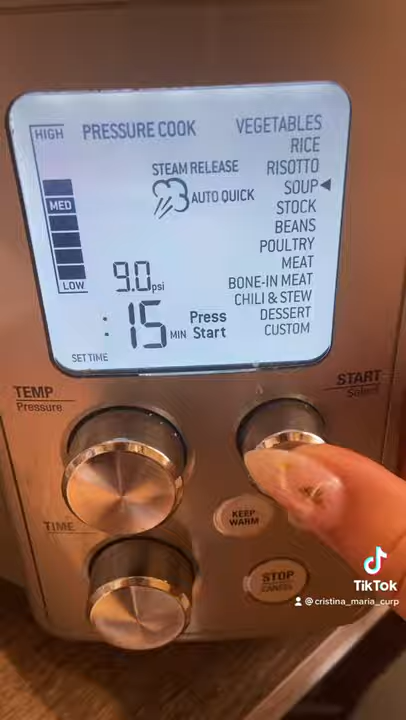 HIGH
PRESSURE COOK
VEGETABLES
RICE
RISOTTO
STEAM RELEASE
AUTO QUICK
SOUP
STOCK
BEANS
POULTRY
MEAT
BONE-IN MEAT
CHILI & STEW
DESSERT
CUSTOM
MED
LOW
9.0 psi
:15 MIN
Press
Start
SET TIME
TEMP
Pressure
START
Select
KEEP
WARM
TIME
STOP
CANCEL
TikTok
@cristina_maria_curp